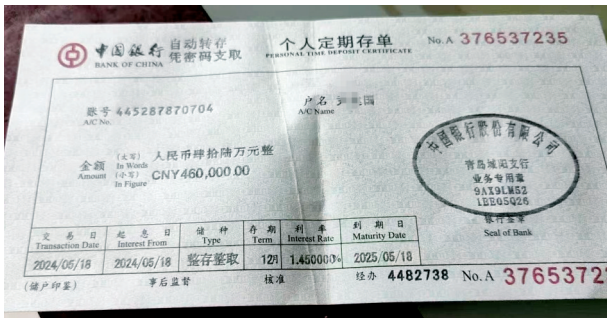 中国银行 自动转存 个人定期存单 No.A 376537235
BANK OF CHINA 凭密码支取 PERSONAL TIME DEPOSIT CERTIFICATE
账号 445287870704 户名
A/C No. A/C Name
金额 (大写) 人民币肆拾陆万元整
Amount In Words
(小写) CNY460,000.00
In Figure
中国银行股份有限公司
青岛城阳支行
业务专用章
9AX9LM52
1BE05Q26
银行签章
Seal of Bank
交易日 起息日 储种 存期 利率 到期日
Transaction Date Interest From Type Term Interest Rate Maturity Date
2024/05/18 2024/05/18 整存整取 12月 1.450000% 2025/05/18
(储户印鉴) 事后监督 核准 经办 4482738 No.A 3765372